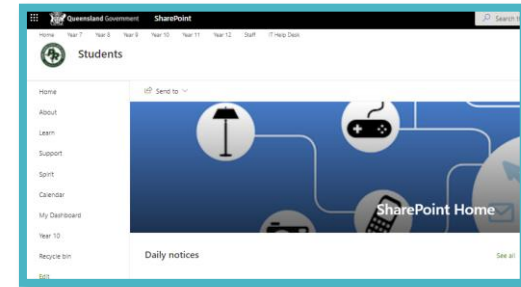 Queensland Government SharePoint
Search th
Home Year 7 Year 8 Year 9 Year 10 Year 11 Year 12 Staff IT Help Desk
Students
Home
Send to
About
Learn
Support
Spirit
Calendar
My Dashboard
SharePoint Home
Year 10
Recycle bin
Daily notices
See all
Edit